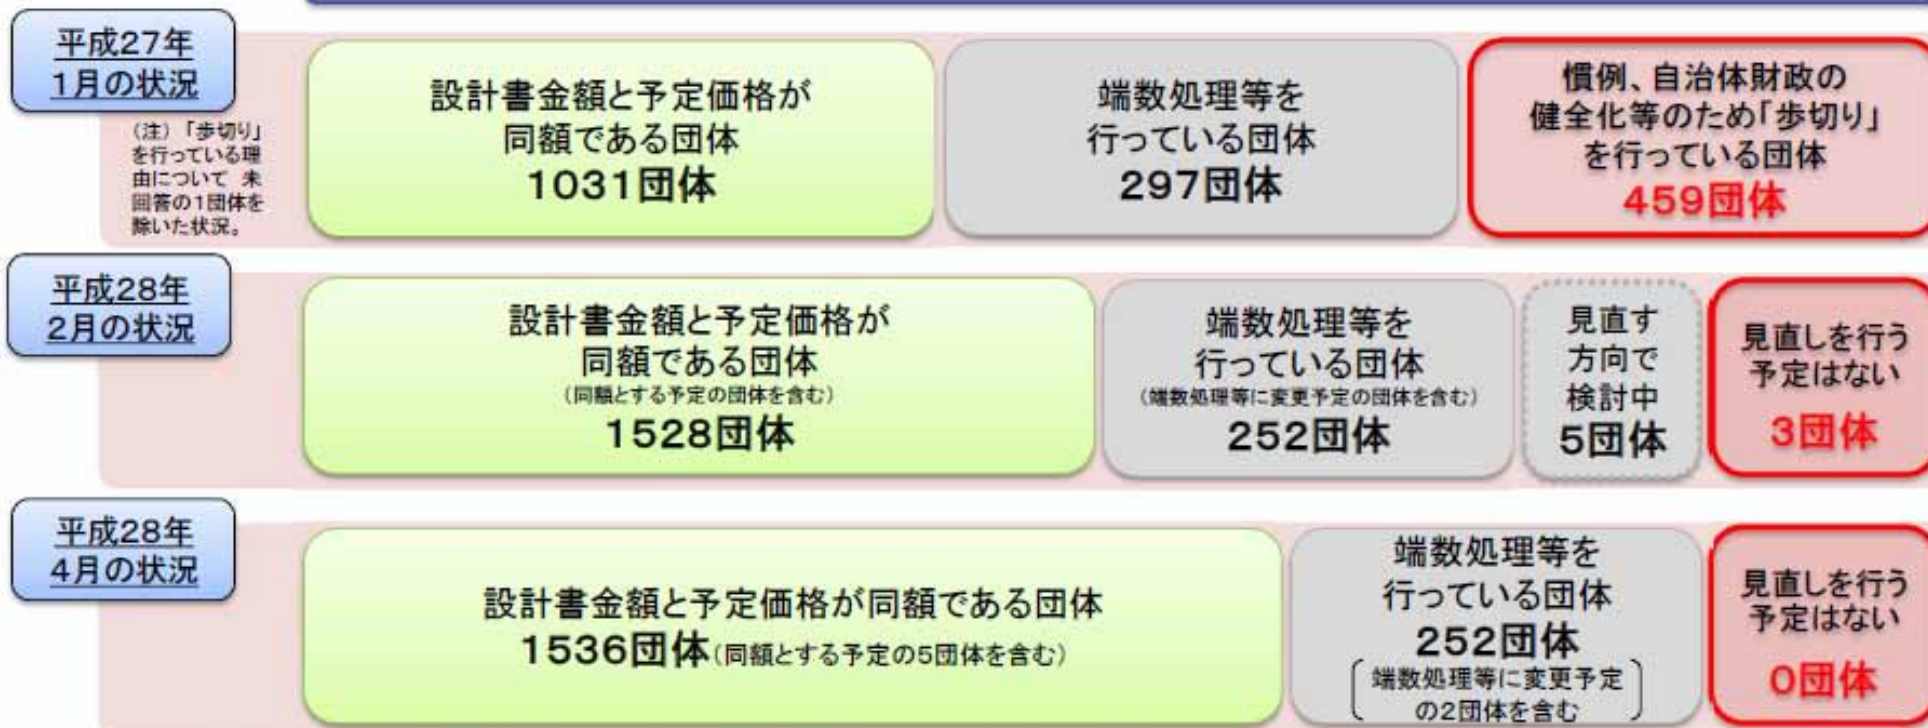 平成27年
1月の状況
(注)「歩切り」
を行っている理
由について 未
回答の1団体を
除いた状況。
設計書金額と予定価格が
同額である団体
1031団体
端数処理等を
行っている団体
297団体
慣例、自治体財政の
健全化等のため「歩切り」
を行っている団体
459団体
平成28年
2月の状況
設計書金額と予定価格が
同額である団体
(同額とする予定の団体を含む)
1528団体
端数処理等を
行っている団体
(端数処理等に変更予定の団体を含む)
252団体
見直す
方向で
検討中
5団体
見直しを行う
予定はない
3団体
平成28年
4月の状況
設計書金額と予定価格が同額である団体
1536団体(同額とする予定の5団体を含む)
端数処理等を
行っている団体
252団体
端数処理等に変更予定
の2団体を含む
見直しを行う
予定はない
0団体